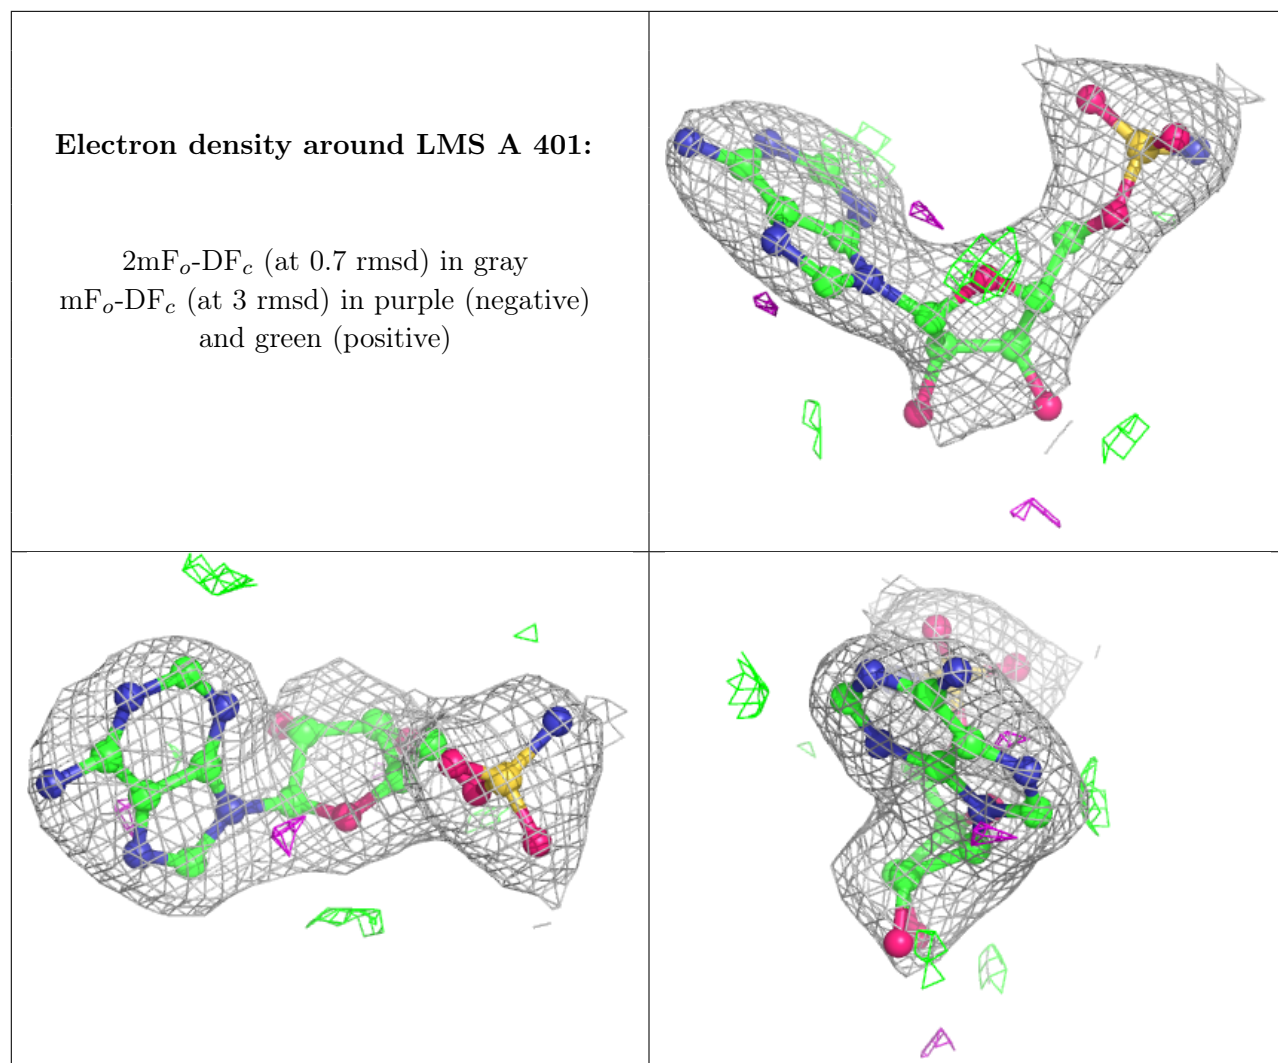 Electron density around LMS A 401:
2mFo-DFc (at 0.7 rmsd) in gray
mFo-DFc (at 3 rmsd) in purple (negative)
and green (positive)